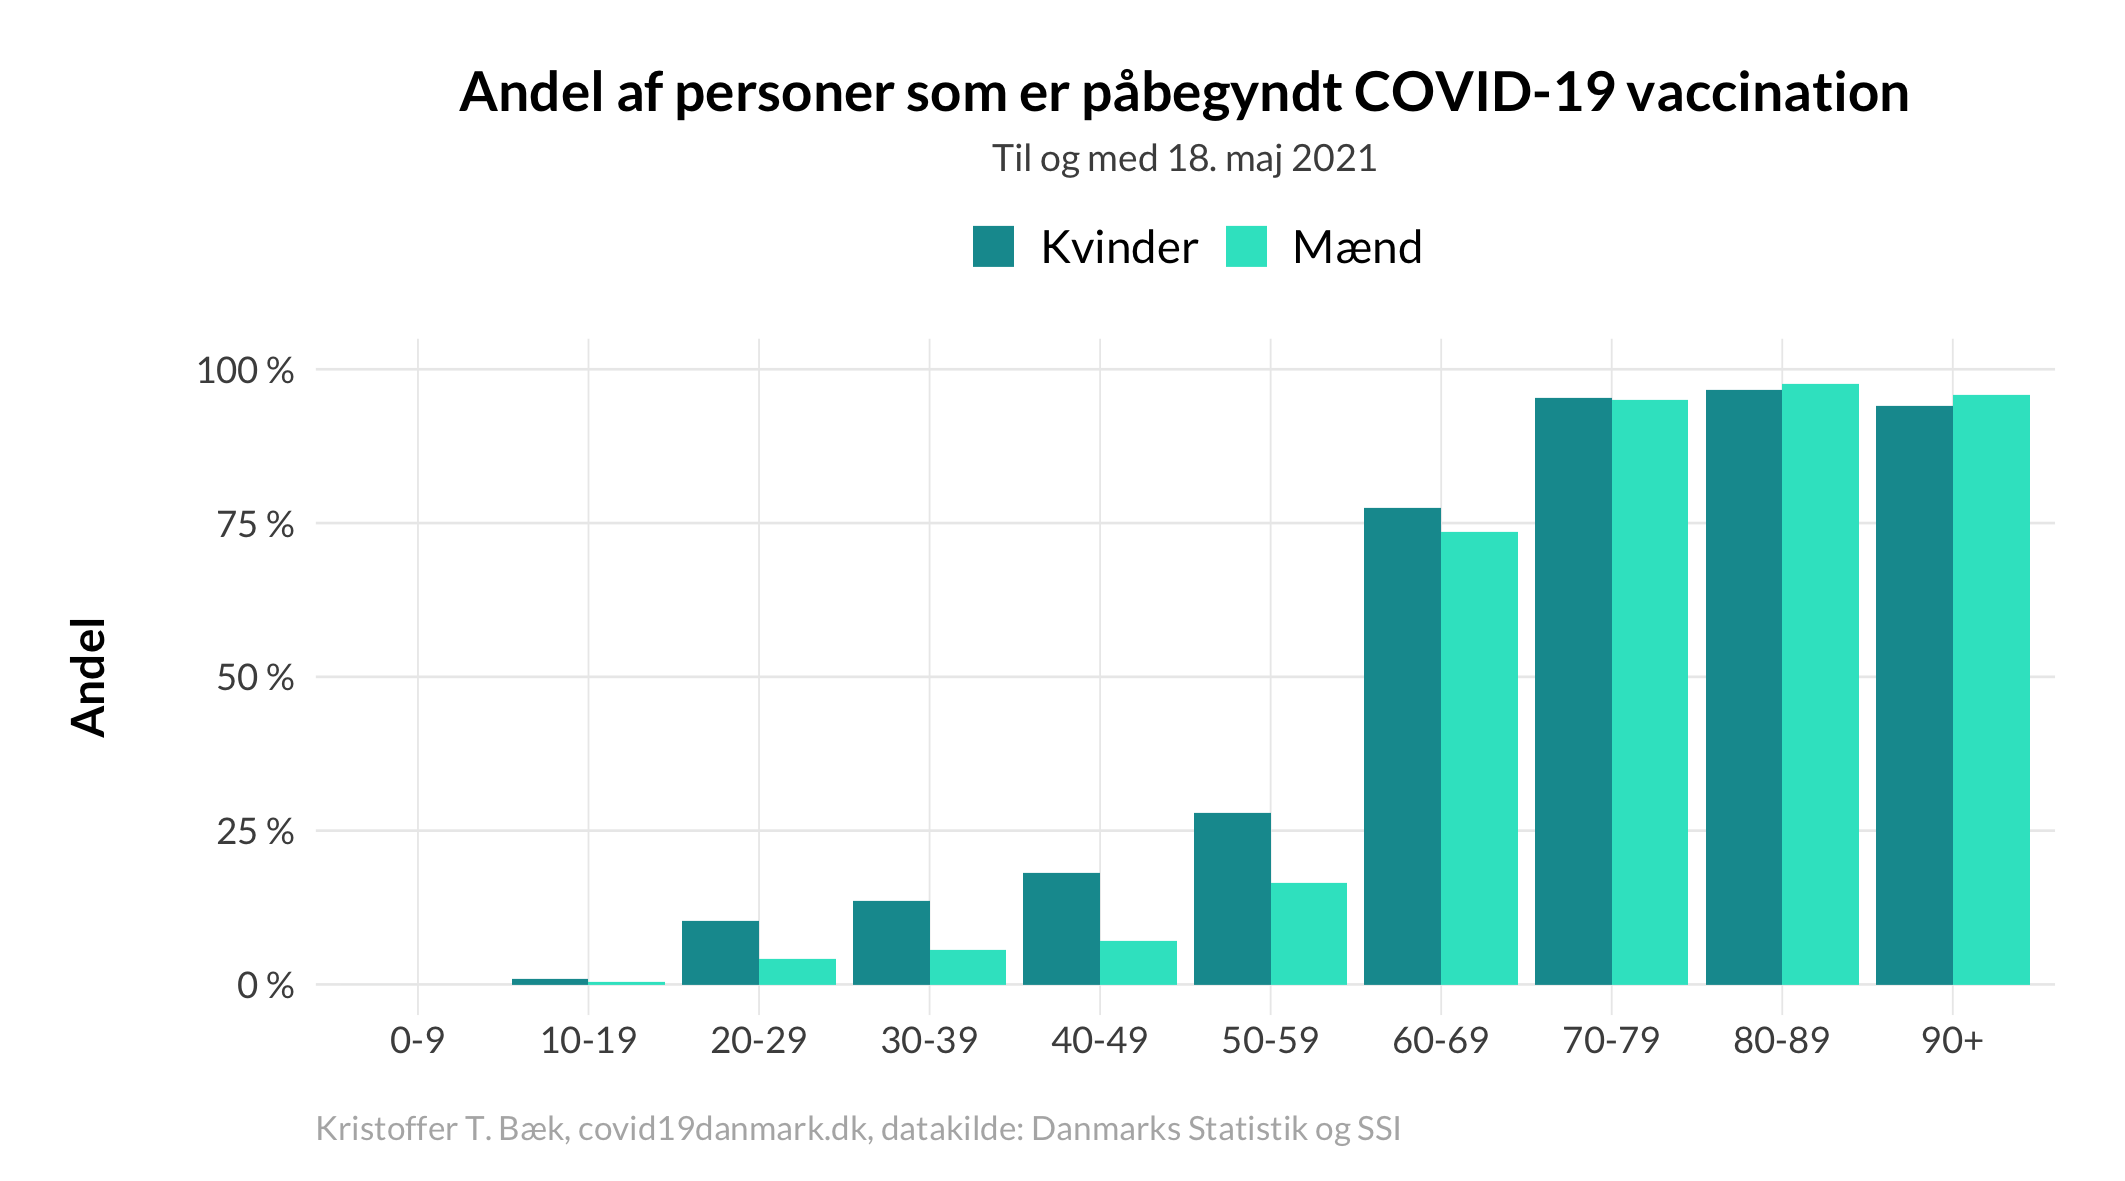 Andel af personer som er påbegyndt COVID-19 vaccination
Til og med 18. maj 2021
Kvinder Mænd
Andel
100 %
75 %
50 %
25 %
0 %
0-9 10-19 20-29 30-39 40-49 50-59 60-69 70-79 80-89 90+
Kristoffer T. Bæk, covid19danmark.dk, datakilde: Danmarks Statistik og SSI